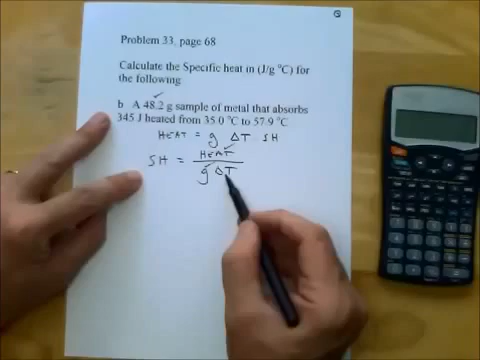 Problem 33, page 68
Calculate the Specific heat in (J/g °C) for
the following
b A 48.2 g sample of metal that absorbs
345 J heated from 35.0 °C to 57.9 °C
HEAT = g ΔT SH
SH = HEAT
g ΔT